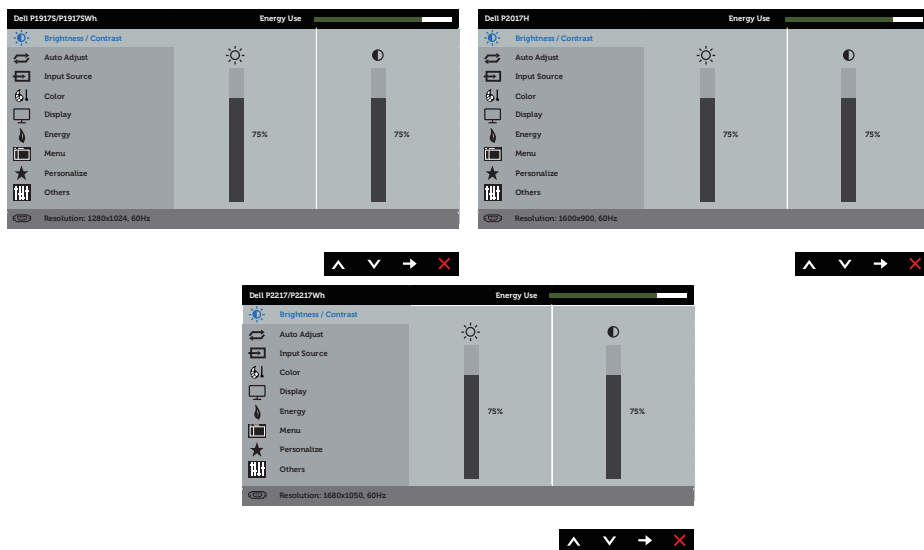 Dell P1917S/P1917SWh Energy Use
Brightness / Contrast
Auto Adjust
Input Source
Color
Display
Energy 75% 75%
Menu
Personalize
Others
Resolution: 1280x1024, 60Hz
Dell P2017H Energy Use
Brightness / Contrast
Auto Adjust
Input Source
Color
Display
Energy 75% 75%
Menu
Personalize
Others
Resolution: 1600x900, 60Hz
Dell P2217/P2217Wh Energy Use
Brightness / Contrast
Auto Adjust
Input Source
Color
Display
Energy 75% 75%
Menu
Personalize
Others
Resolution: 1680x1050, 60Hz